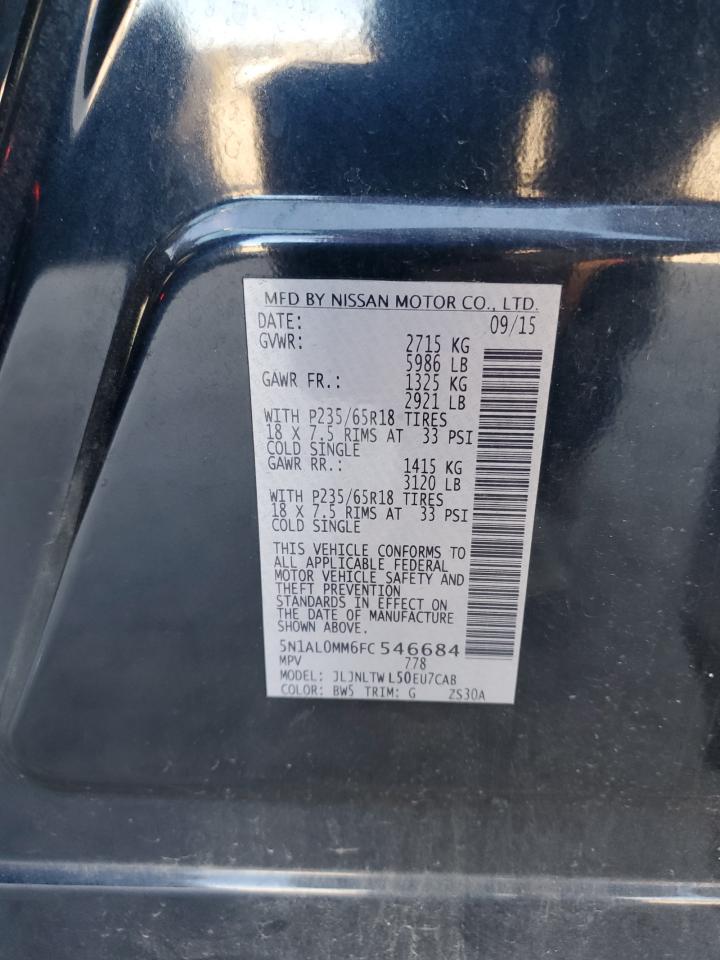 MFD BY NISSAN MOTOR CO., LTD.
DATE: 09/15
GVWR: 2715 KG
5986 LB
GAWR FR.: 1325 KG
2921 LB
WITH P235/65R18 TIRES
18 X 7.5 RIMS AT 33 PSI
COLD SINGLE
GAWR RR.: 1415 KG
3120 LB
WITH P235/65R18 TIRES
18 X 7.5 RIMS AT 33 PSI
COLD SINGLE
THIS VEHICLE CONFORMS TO
ALL APPLICABLE FEDERAL
MOTOR VEHICLE SAFETY AND
THEFT PREVENTION
STANDARDS IN EFFECT ON
THE DATE OF MANUFACTURE
SHOWN ABOVE.
5N1AL0MM6FC546684
MPV 778
MODEL: JLJNLTWL50EU7CAB
COLOR: BW5 TRIM: G ZS30A